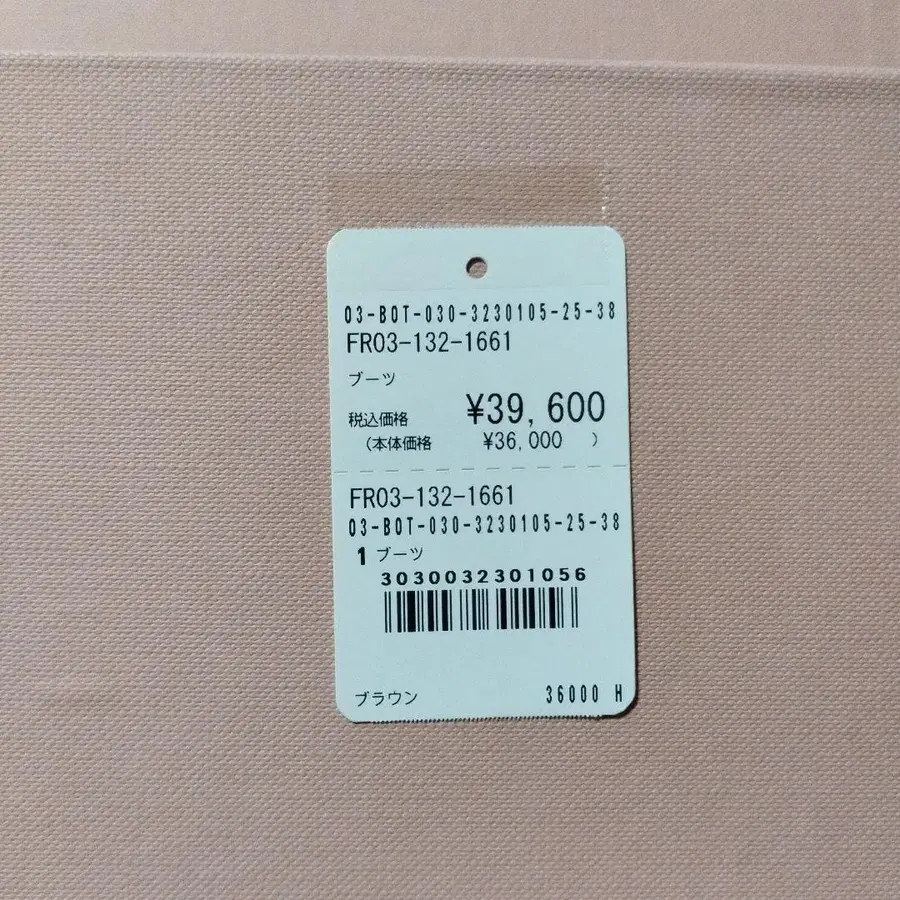 03-BOT-030-3230105-25-38
FR03-132-1661
ブーツ
税込価格 ¥39,600
（本体価格 ¥36,000 ）
FR03-132-1661
03-BOT-030-3230105-25-38
1 ブーツ
3030032301056
ブラウン 36000 H